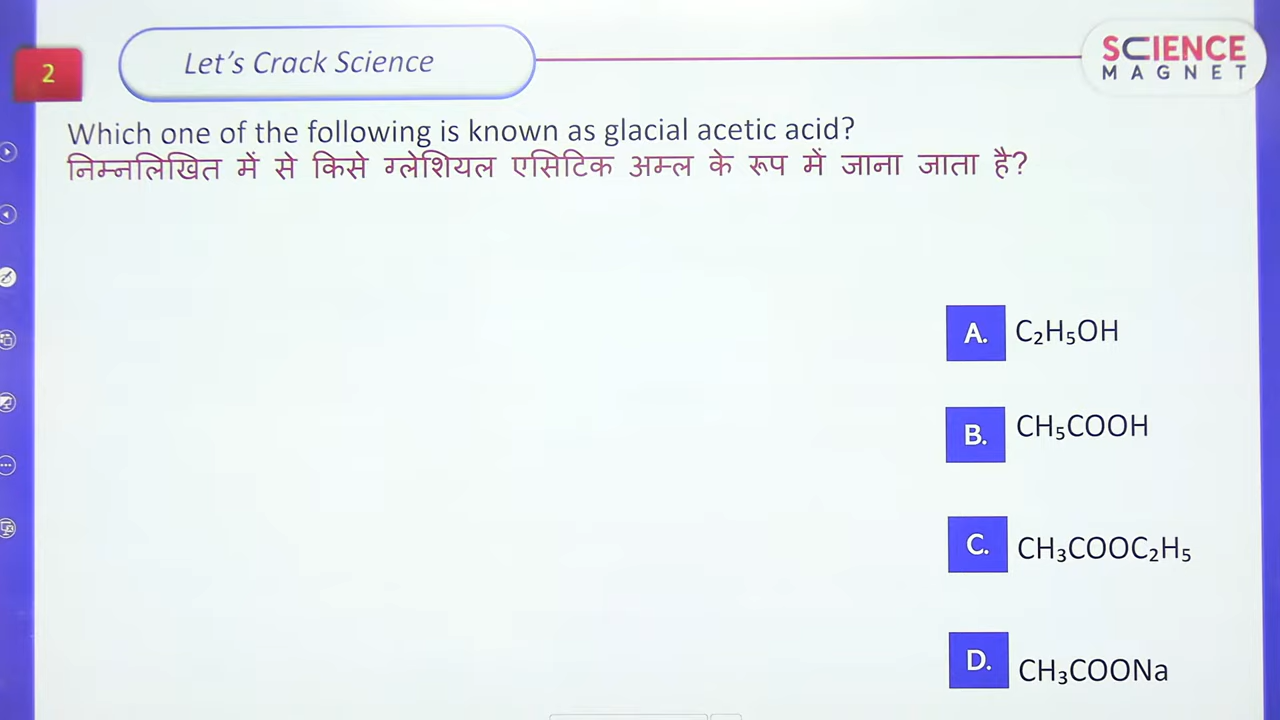 2
Let's Crack Science
SCIENCE
MAGNET
Which one of the following is known as glacial acetic acid?
निम्नलिखित में से किसे ग्लेशियल एसिटिक अम्ल के रूप में जाना जाता है?
A. C₂H₅OH
B. CH₅COOH
C. CH₃COOC₂H₅
D. CH₃COONa